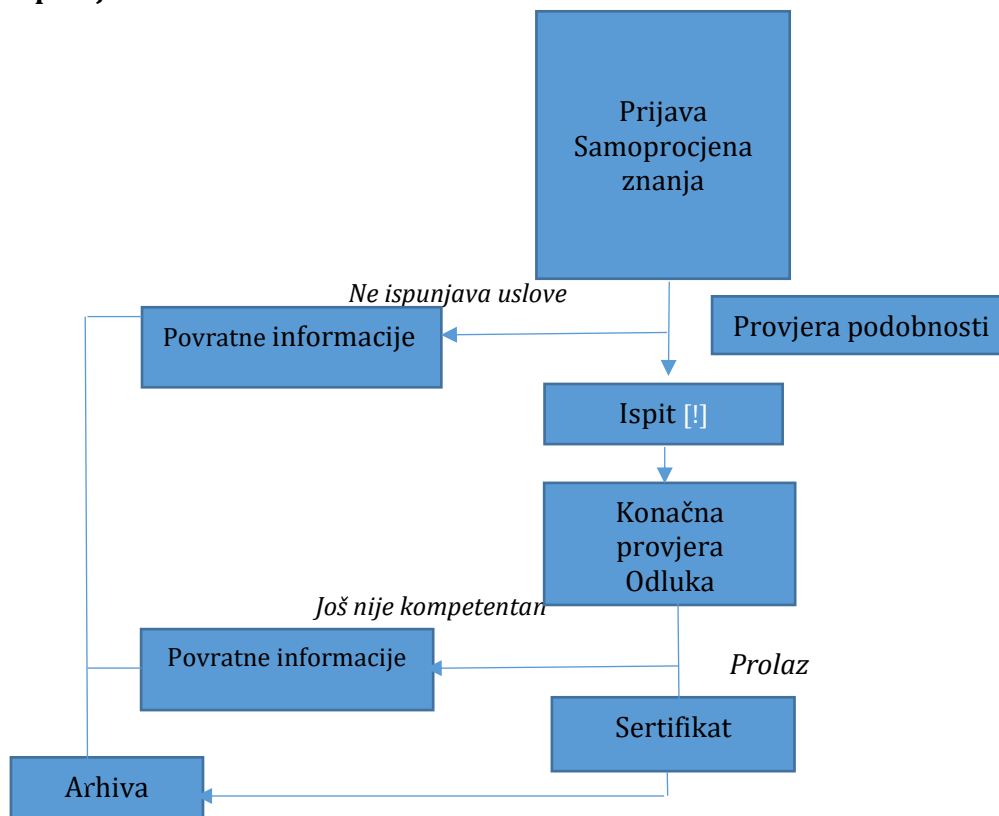 Prijava
Samoprocjena
znanja
Ne ispunjava uslove
Povratne informacije
Provjera podobnosti
Ispit [!]
Konačna
provjera
Odluka
Još nije kompetentan
Povratne informacije
Prolaz
Sertifikat
Arhiva